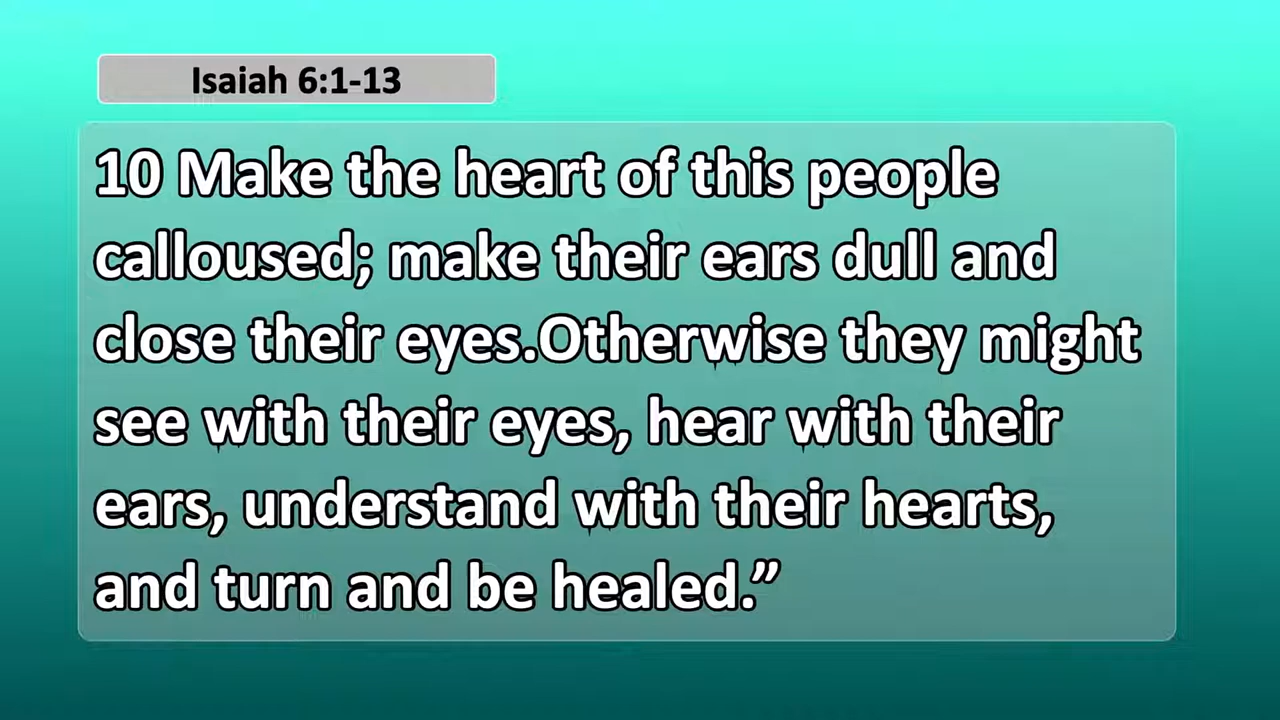 Isaiah 6:1-13
10 Make the heart of this people
calloused; make their ears dull and
close their eyes.Otherwise they might
see with their eyes, hear with their
ears, understand with their hearts,
and turn and be healed.”